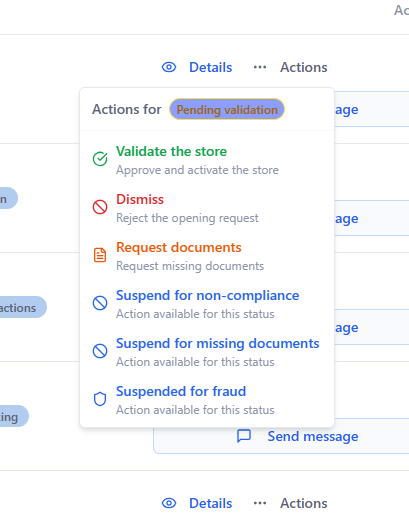 Ac
Details
Actions
Actions for
Pending validation
age
Validate the store
Approve and activate the store
n
Dismiss
Reject the opening request
age
Request documents
Request missing documents
Suspend for non-compliance
Action available for this status
actions
age
Suspend for missing documents
Action available for this status
Suspended for fraud
Action available for this status
ing
Send message
Details
Actions